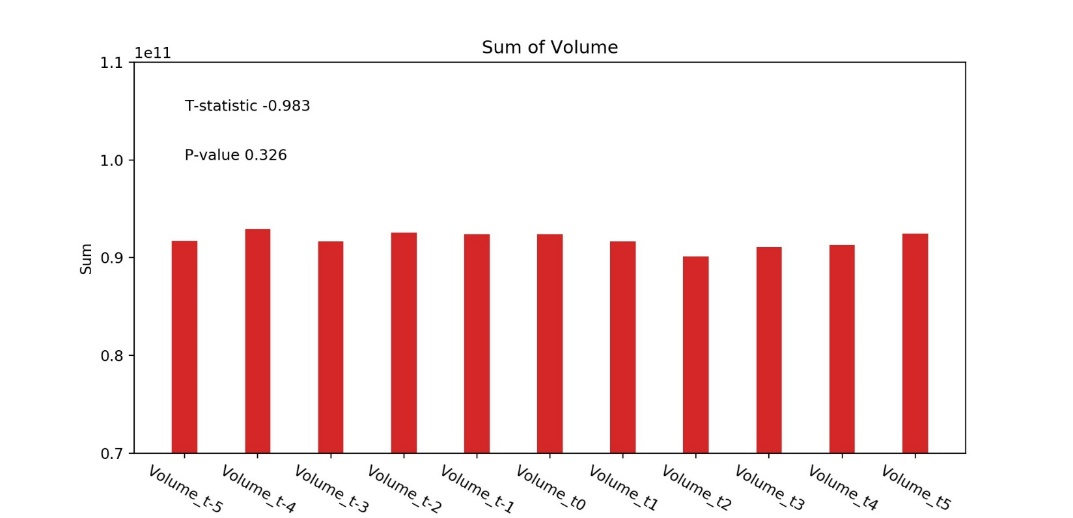 Sum of Volume
1e11
1.1
T-statistic -0.983
P-value 0.326
1.0
0.9
0.8
0.7
Sum
Volume_t-5
Volume_t-4
Volume_t-3
Volume_t-2
Volume_t-1
Volume_t0
Volume_t1
Volume_t2
Volume_t3
Volume_t4
Volume_t5